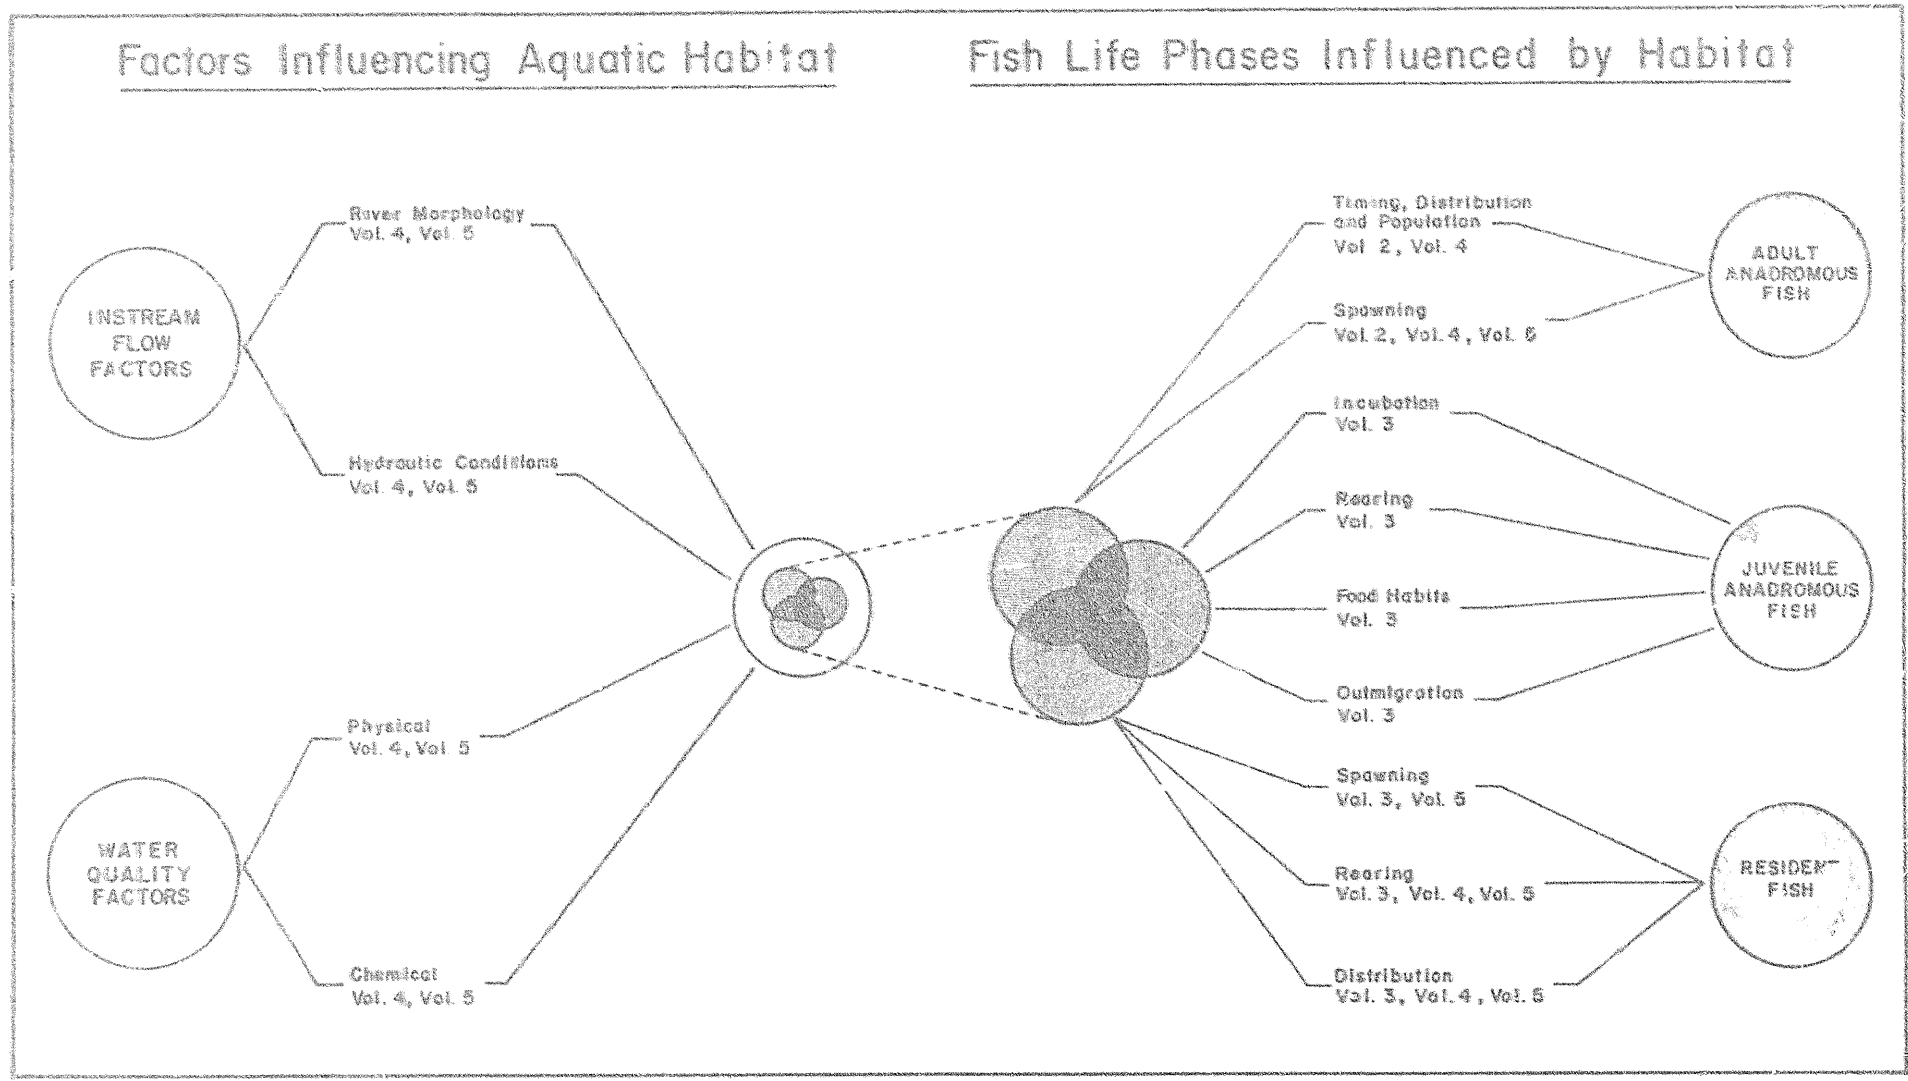 Factors Influencing Aquatic Habitat
Fish Life Phases Influenced by Habitat
INSTREAM
FLOW
FACTORS
River Morphology
Vol. 4, Vol. 5
Hydraulic Conditions
Vol. 4, Vol. 5
WATER
QUALITY
FACTORS
Physical
Vol. 4, Vol. 5
Chemical
Vol. 4, Vol. 5
Timing, Distribution
and Population
Vol 2, Vol. 4
Spawning
Vol. 2, Vol. 4, Vol. 5
Incubation
Vol. 3
Rearing
Vol. 3
Food Habits
Vol. 3
Outmigration
Vol. 3
Spawning
Vol. 3, Vol. 5
Rearing
Vol. 3, Vol. 4, Vol. 5
Distribution
Vol. 3, Vol. 4, Vol. 5
ADULT
ANADROMOUS
FISH
JUVENILE
ANADROMOUS
FISH
RESIDENT
FISH